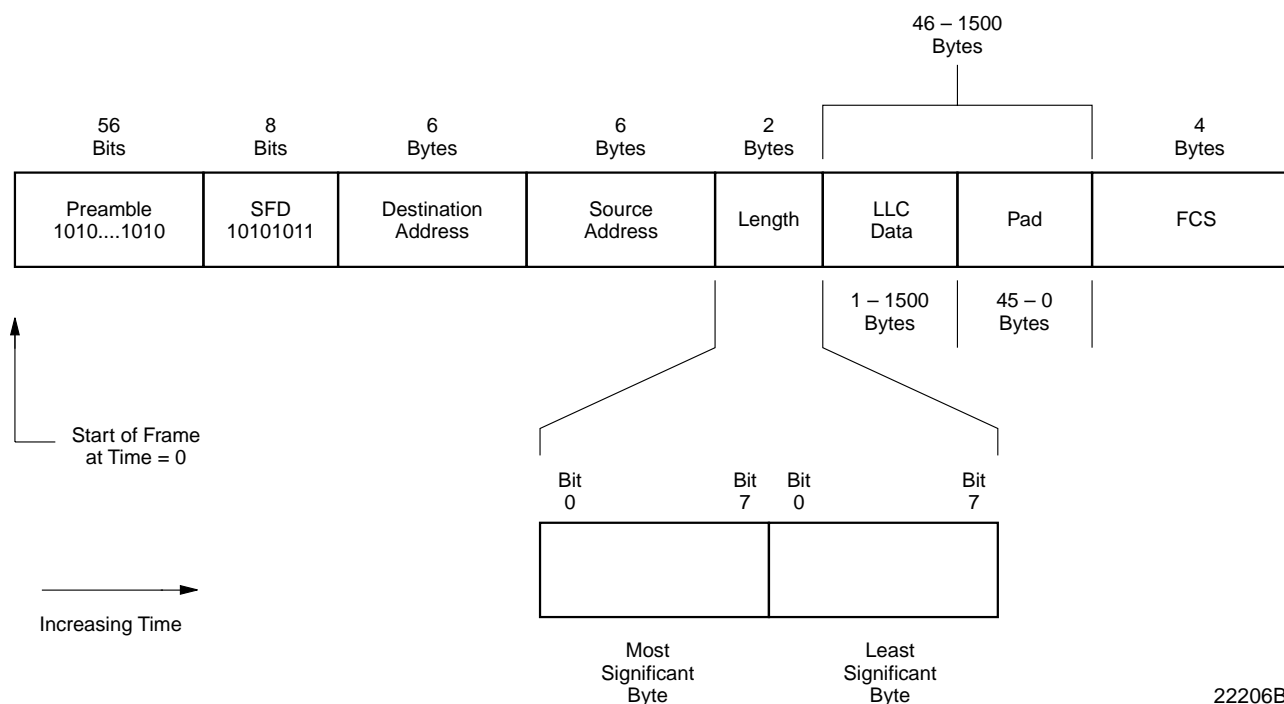 46 – 1500
Bytes
56
Bits
8
Bits
6
Bytes
6
Bytes
2
Bytes
4
Bytes
Preamble
1010....1010
SFD
10101011
Destination
Address
Source
Address
Length
LLC
Data
Pad
FCS
1 – 1500
Bytes
45 – 0
Bytes
Start of Frame
at Time = 0
Bit
0
Bit
7
Bit
0
Bit
7
Increasing Time
Most
Significant
Byte
Least
Significant
Byte
22206B